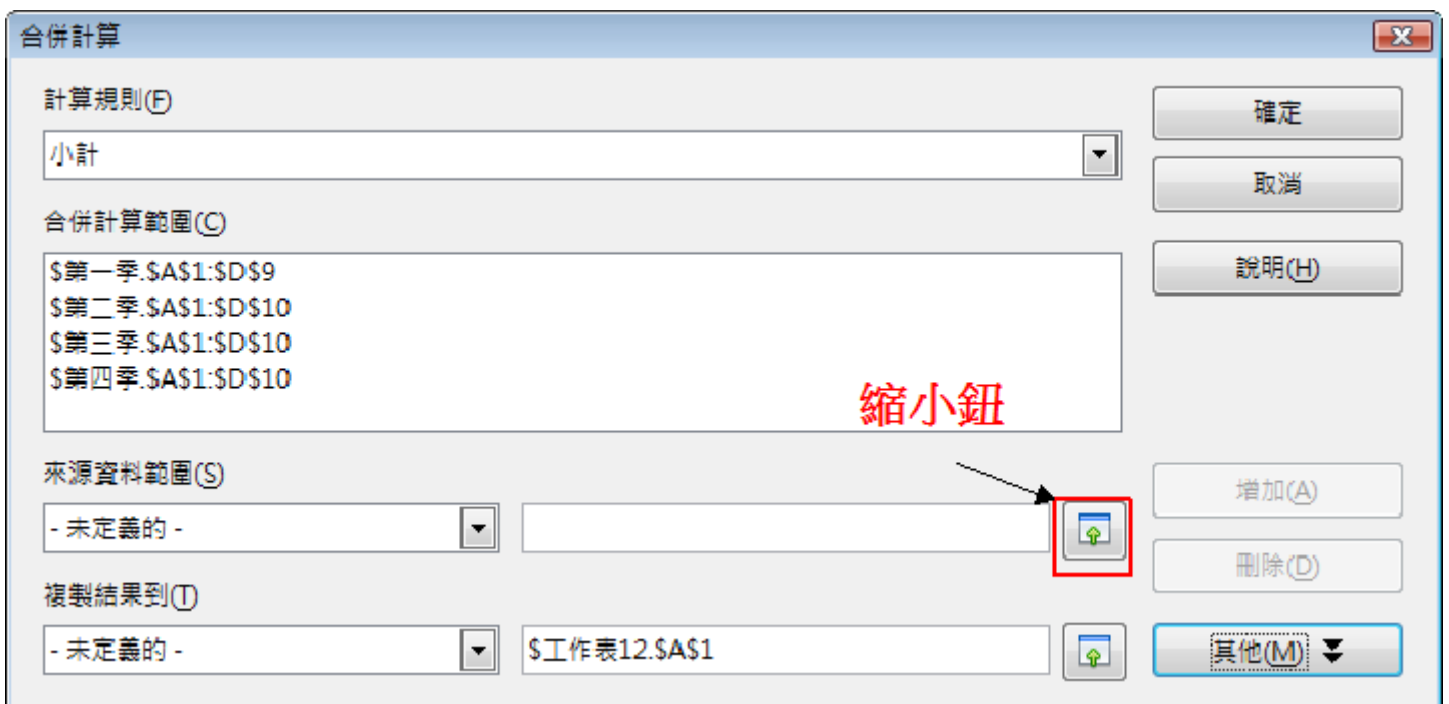 合併計算
計算規則(F)
小計
確定
取消
合併計算範圍(C)
說明(H)
$第一季.$A$1:$D$9
$第二季.$A$1:$D$10
$第三季.$A$1:$D$10
$第四季.$A$1:$D$10
縮小鈕
來源資料範圍(S)
增加(A)
- 未定義的 -
刪除(D)
複製結果到(T)
- 未定義的 -
$工作表12.$A$1
其他(M)